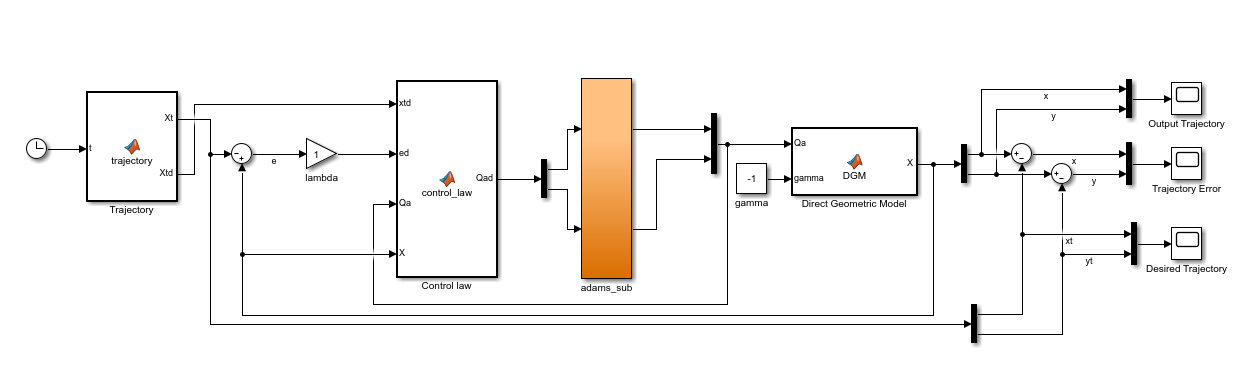 t
trajectory
Xt
Xtd
Trajectory
e
1
lambda
xtd
ed
Qa
X
control_law
Qad
Control law
adams_sub
-1
gamma
Qa
gamma
DGM
X
Direct Geometric Model
x
y
Output Trajectory
x
y
Trajectory Error
xt
yt
Desired Trajectory